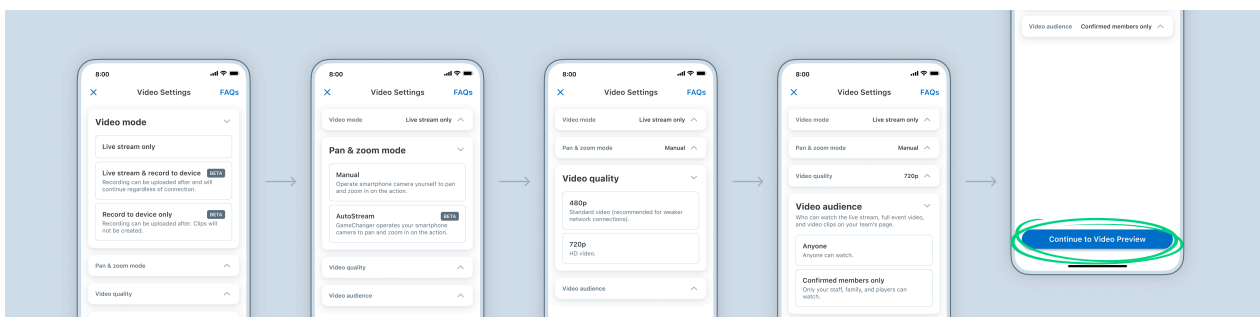 8:00
Video Settings FAQs
Video mode
Live stream only
Live stream & record to device BETA
Recording can be uploaded after and will
continue regardless of connection.
Record to device only BETA
Recording can be uploaded after. Clips will
not be created.
Pan & zoom mode
Video quality
8:00
Video Settings FAQs
Video mode Live stream only
Pan & zoom mode
Manual
Operate smartphone camera yourself to pan
and zoom in on the action.
AutoStream BETA
GameChanger operates your smartphone
camera to pan and zoom in on the action.
Video quality
Video audience
8:00
Video Settings FAQs
Video mode Live stream only
Pan & zoom mode Manual
Video quality
480p
Standard video (recommended for weaker
network connections).
720p
HD video.
Video audience
8:00
Video Settings FAQs
Video mode Live stream only
Pan & zoom mode Manual
Video quality 720p
Video audience
Who can watch the live stream, full event video,
and video clips on your team's page.
Anyone
Anyone can watch.
Confirmed members only
Only your staff, family, and players can
watch.
Video audience Confirmed members only
Continue to Video Preview